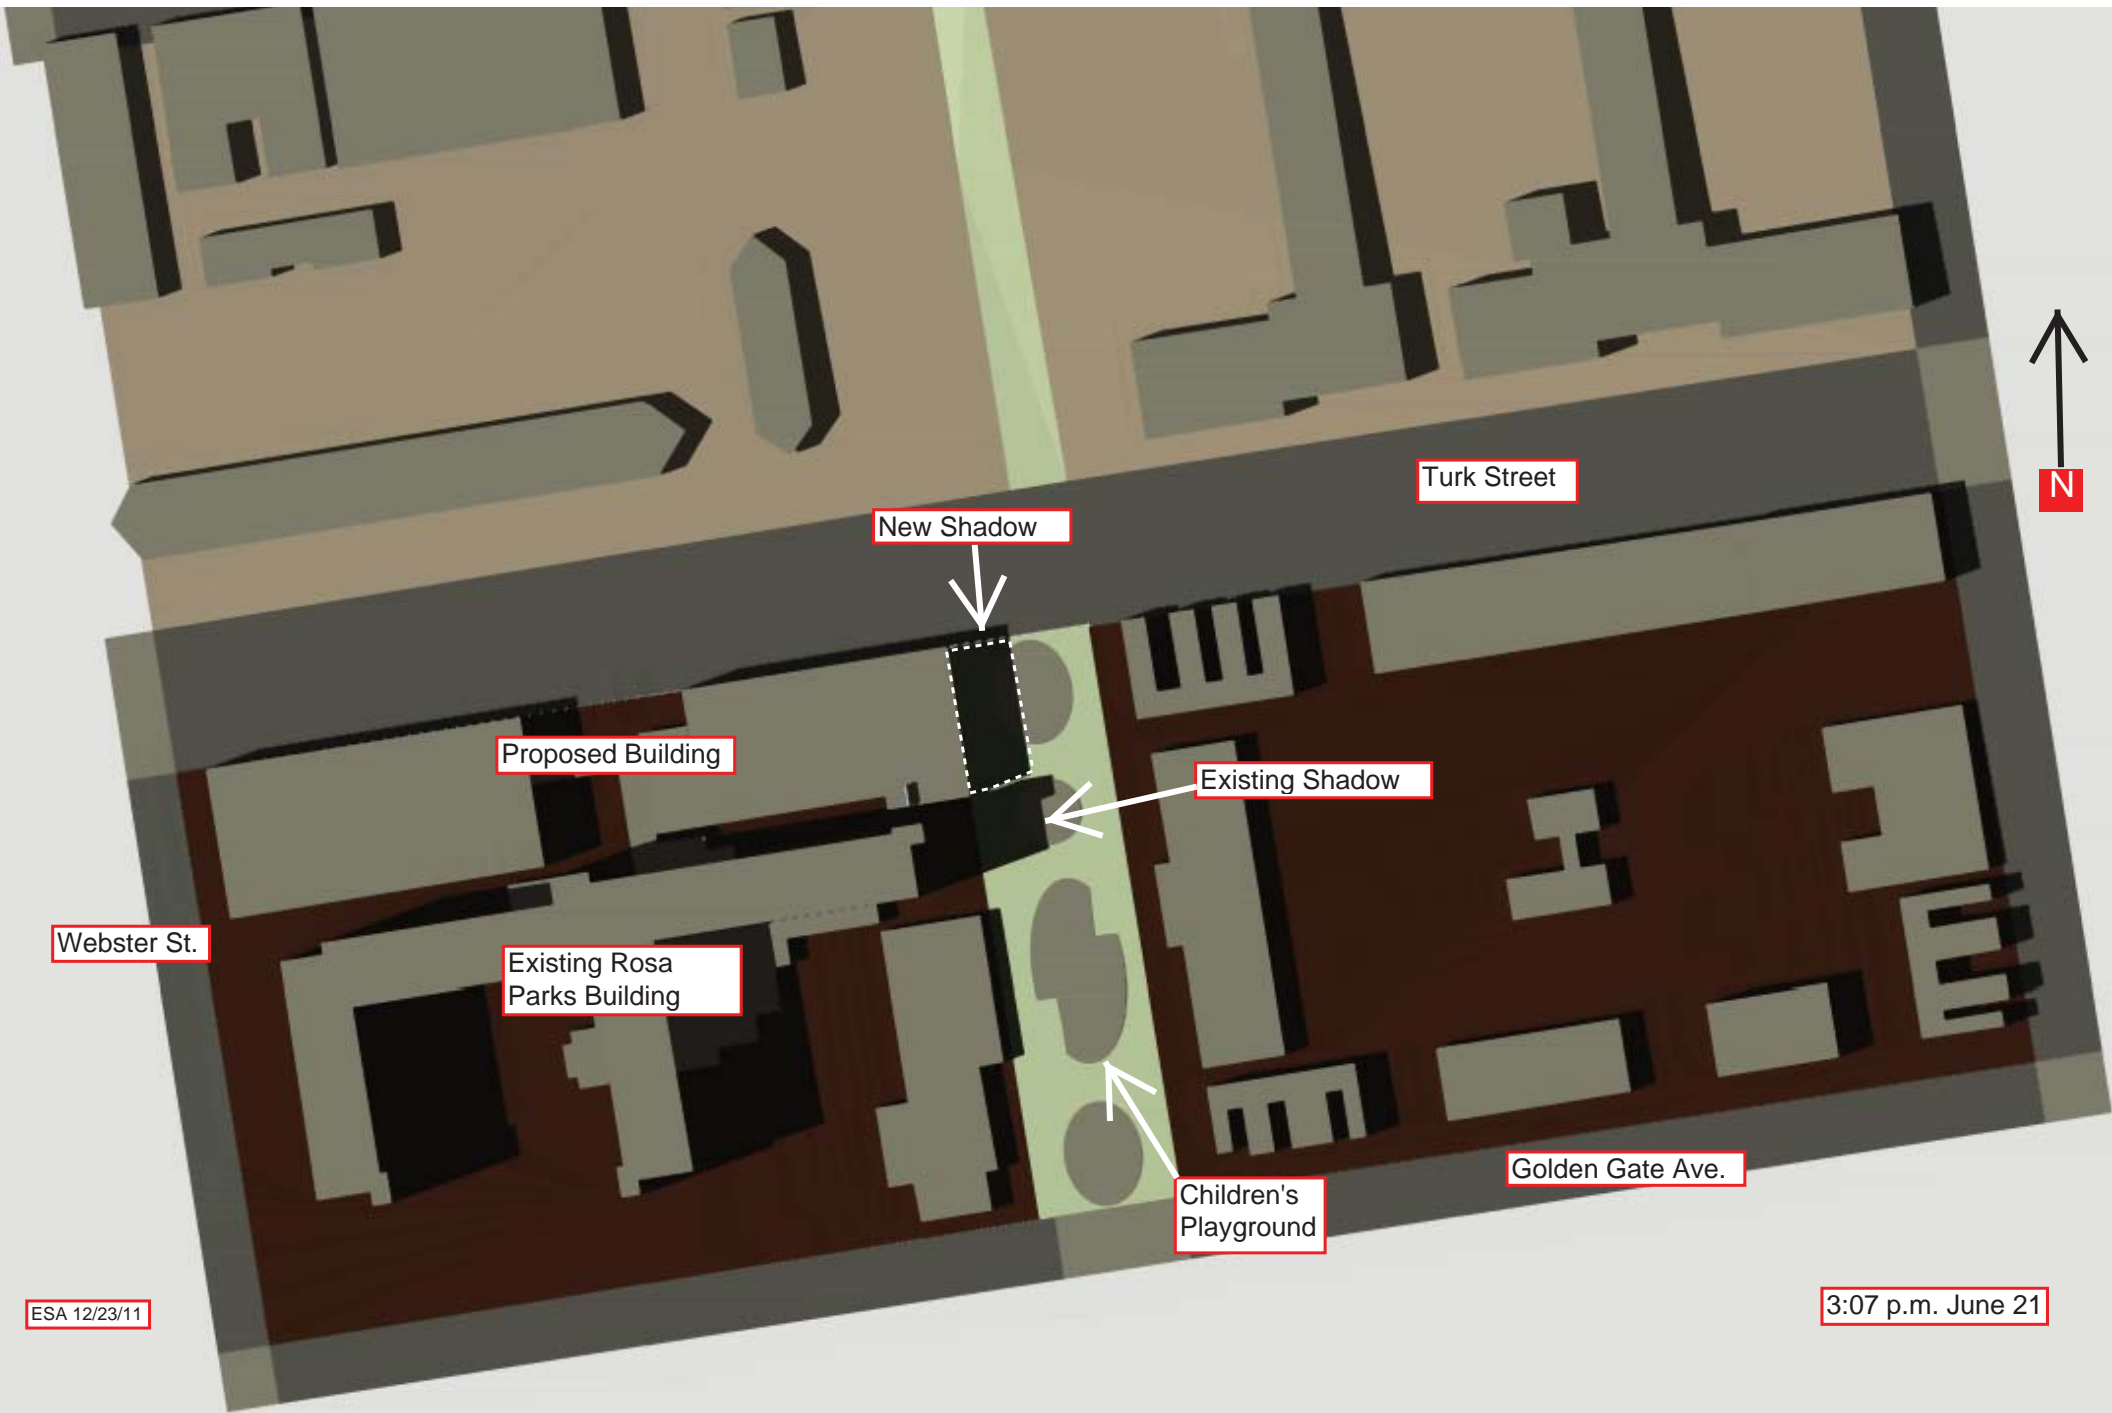 Turk Street
N
New Shadow
Proposed Building
Existing Shadow
Webster St.
Existing Rosa
Parks Building
Golden Gate Ave.
Children's
Playground
ESA 12/23/11
3:07 p.m. June 21